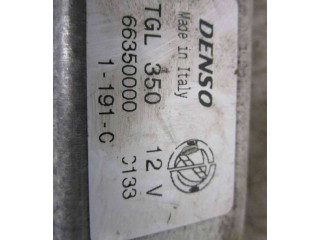 DENSO
Made in Italy
TGL 350 12 V
66350000
1-191-C 0133